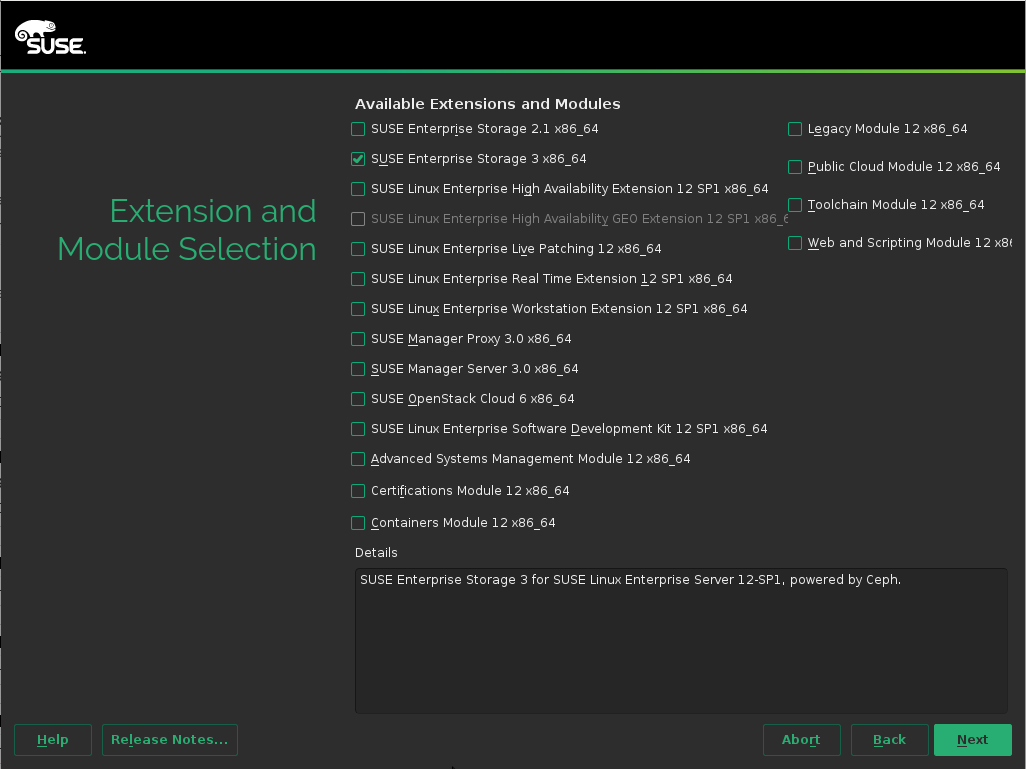 SUSE.
Extension and
Module Selection
Available Extensions and Modules
SUSE Enterprise Storage 2.1 x86_64
SUSE Enterprise Storage 3 x86_64
SUSE Linux Enterprise High Availability Extension 12 SP1 x86_64
SUSE Linux Enterprise High Availability GEO Extension 12 SP1 x86_6
SUSE Linux Enterprise Live Patching 12 x86_64
SUSE Linux Enterprise Real Time Extension 12 SP1 x86_64
SUSE Linux Enterprise Workstation Extension 12 SP1 x86_64
SUSE Manager Proxy 3.0 x86_64
SUSE Manager Server 3.0 x86_64
SUSE OpenStack Cloud 6 x86_64
SUSE Linux Enterprise Software Development Kit 12 SP1 x86_64
Advanced Systems Management Module 12 x86_64
Certifications Module 12 x86_64
Containers Module 12 x86_64
Legacy Module 12 x86_64
Public Cloud Module 12 x86_64
Toolchain Module 12 x86_64
Web and Scripting Module 12 x86
Details
SUSE Enterprise Storage 3 for SUSE Linux Enterprise Server 12-SP1, powered by Ceph.
Help
Release Notes...
Abort
Back
Next